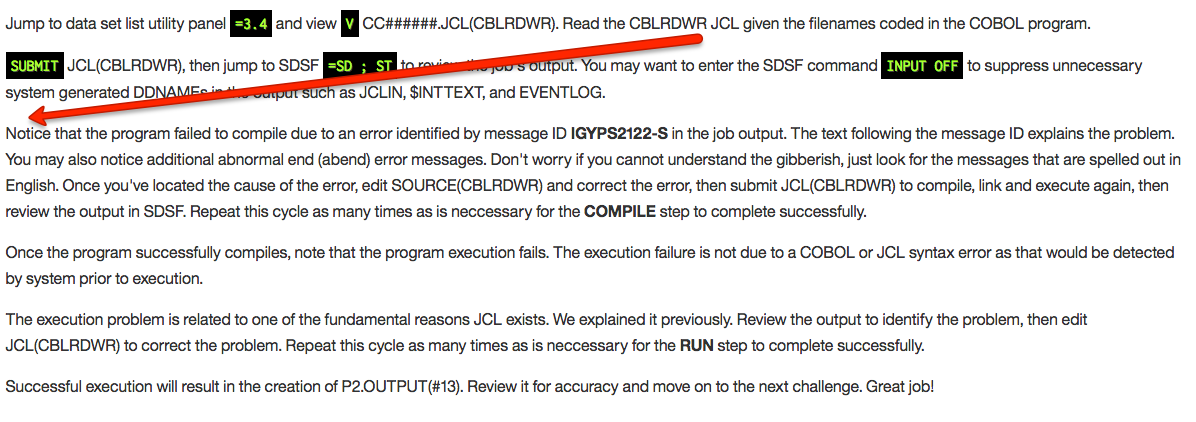 Jump to data set list utility panel =3.4 and view V CC######.JCL(CBLRDWR). Read the CBLRDWR JCL given the filenames coded in the COBOL program.
SUBMIT JCL(CBLRDWR), then jump to SDSF =SD ; ST to review the job's output. You may want to enter the SDSF command INPUT OFF to suppress unnecessary
system generated DDNAMEs in the output such as JCLIN, $INTTEXT, and EVENTLOG.
Notice that the program failed to compile due to an error identified by message ID IGYPS2122-S in the job output. The text following the message ID explains the problem.
You may also notice additional abnormal end (abend) error messages. Don't worry if you cannot understand the gibberish, just look for the messages that are spelled out in
English. Once you've located the cause of the error, edit SOURCE(CBLRDWR) and correct the error, then submit JCL(CBLRDWR) to compile, link and execute again, then
review the output in SDSF. Repeat this cycle as many times as is neccessary for the COMPILE step to complete successfully.
Once the program successfully compiles, note that the program execution fails. The execution failure is not due to a COBOL or JCL syntax error as that would be detected
by system prior to execution.
The execution problem is related to one of the fundamental reasons JCL exists. We explained it previously. Review the output to identify the problem, then edit
JCL(CBLRDWR) to correct the problem. Repeat this cycle as many times as is neccessary for the RUN step to complete successfully.
Successful execution will result in the creation of P2.OUTPUT(#13). Review it for accuracy and move on to the next challenge. Great job!